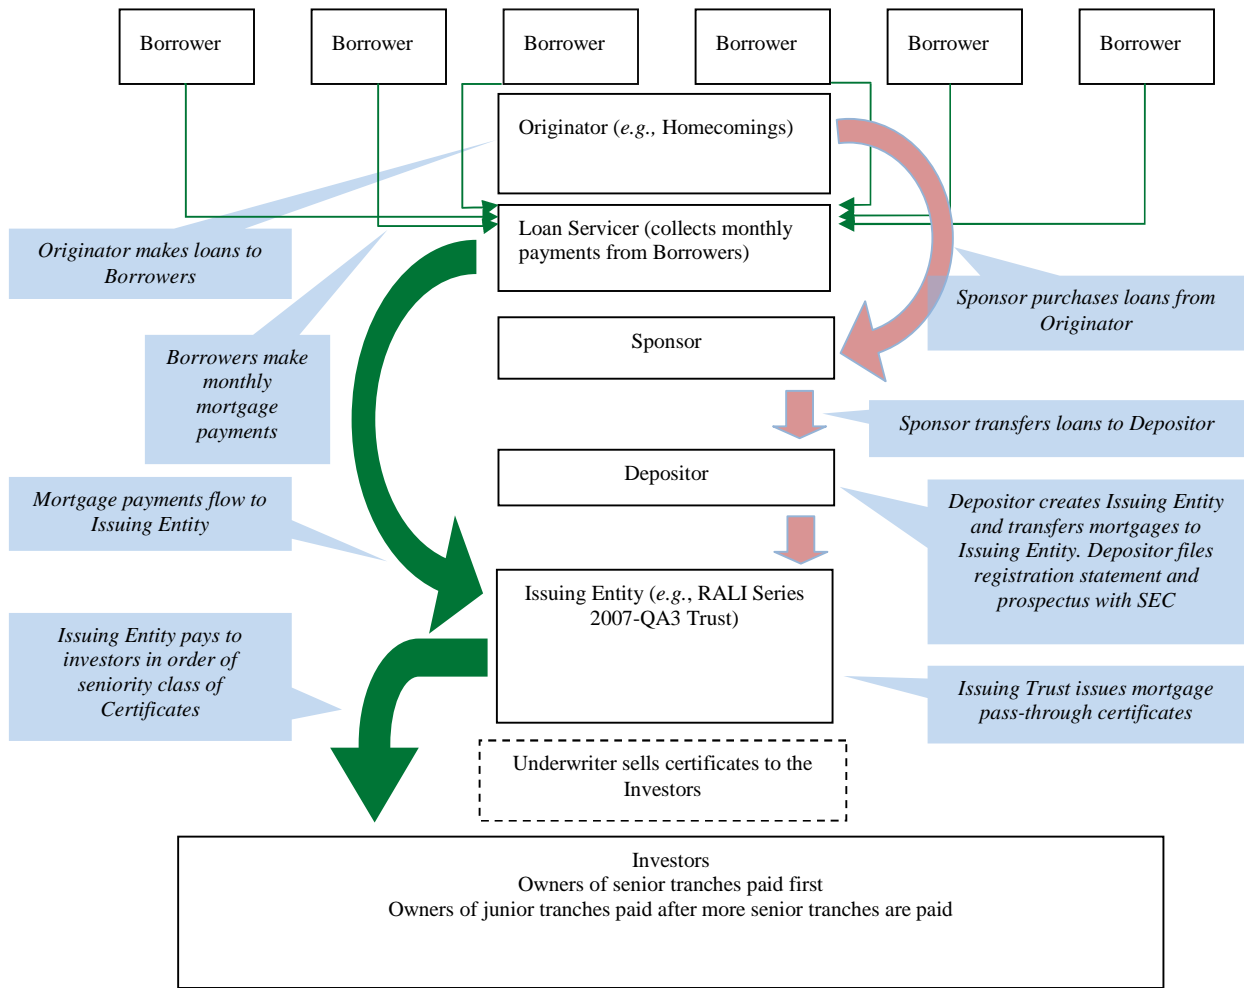 Borrower
Borrower
Borrower
Borrower
Borrower
Borrower
Originator (e.g., Homecomings)
Loan Servicer (collects monthly
payments from Borrowers)
Originator makes loans to
Borrowers
Sponsor purchases loans from
Originator
Sponsor
Borrowers make
monthly
mortgage
payments
Sponsor transfers loans to Depositor
Depositor
Mortgage payments flow to
Issuing Entity
Depositor creates Issuing Entity
and transfers mortgages to
Issuing Entity. Depositor files
registration statement and
prospectus with SEC
Issuing Entity (e.g., RALI Series
2007-QA3 Trust)
Issuing Entity pays to
investors in order of
seniority class of
Certificates
Issuing Trust issues mortgage
pass-through certificates
Underwriter sells certificates to the
Investors
Investors
Owners of senior tranches paid first
Owners of junior tranches paid after more senior tranches are paid